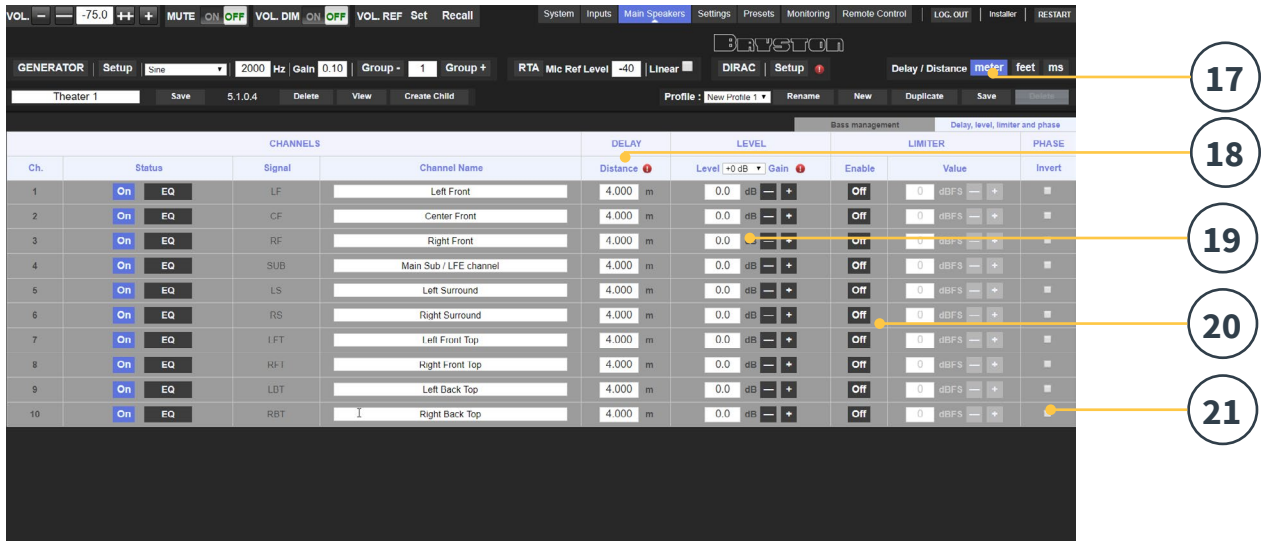 VOL. — — -75.0 ++ + MUTE ON OFF VOL. DIM ON OFF VOL. REF Set Recall System Inputs Main Speakers Settings Presets Monitoring Remote Control LOG. OUT Installer RESTART
BRYSTON
GENERATOR Setup Sine 2000 Hz Gain 0.10 Group - 1 Group + RTA Mic Ref Level -40 Linear DIRAC Setup Delay / Distance meter feet ms
Theater 1 Save 5.1.0.4 Delete View Create Child Profile : New Profile 1 Rename New Duplicate Save Delete
Bass management Delay, level, limiter and phase
CHANNELS DELAY LEVEL LIMITER PHASE
Ch. Status Signal Channel Name Distance Level +0 dB Gain Enable Value Invert
1 On EQ LF Left Front 4.000 m 0.0 dB — + Off 0 dBFS — +
2 On EQ CF Center Front 4.000 m 0.0 dB — + Off 0 dBFS — +
3 On EQ RF Right Front 4.000 m 0.0 dB — + Off 0 dBFS — +
4 On EQ SUB Main Sub / LFE channel 4.000 m 0.0 dB — + Off 0 dBFS — +
5 On EQ LS Left Surround 4.000 m 0.0 dB — + Off 0 dBFS — +
6 On EQ RS Right Surround 4.000 m 0.0 dB — + Off 0 dBFS — +
7 On EQ LFT Left Front Top 4.000 m 0.0 dB — + Off 0 dBFS — +
8 On EQ RFT Right Front Top 4.000 m 0.0 dB — + Off 0 dBFS — +
9 On EQ LBT Left Back Top 4.000 m 0.0 dB — + Off 0 dBFS — +
10 On EQ RBT Right Back Top 4.000 m 0.0 dB — + Off 0 dBFS — +
17
18
19
20
21